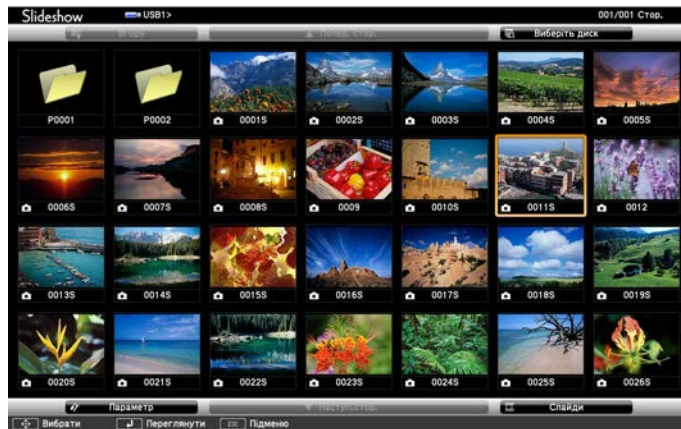 Slideshow USB1> 001/001 Стор.
Вгору ▲ Попер. стор. Виберіть диск
P0001 P0002 0001S 0002S 0003S 0004S 0005S
0006S 0007S 0008S 0009 0010S 0011S 0012
0013S 0014S 0015S 0016S 0017S 0018S 0019S
0020S 0021S 0022S 0023S 0024S 0025S 0026S
Параметр ▼ Наступ.стор. Слайди
Вибрати Переглянути Esc Підменю